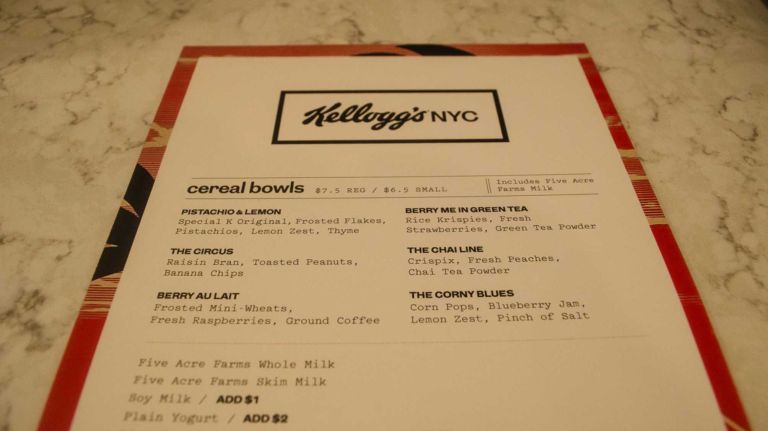 Kellogg's NYC
cereal bowls $7.5 REG / $6.5 SMALL
Includes Five Acre
Farms Milk
PISTACHIO & LEMON
Special K Original, Frosted Flakes,
Pistachios, Lemon Zest, Thyme
BERRY ME IN GREEN TEA
Rice Krispies, Fresh
Strawberries, Green Tea Powder
THE CIRCUS
Raisin Bran, Toasted Peanuts,
Banana Chips
THE CHAI LINE
Crispix, Fresh Peaches,
Chai Tea Powder
BERRY AU LAIT
Frosted Mini-Wheats,
Fresh Raspberries, Ground Coffee
THE CORNY BLUES
Corn Pops, Blueberry Jam,
Lemon Zest, Pinch of Salt
Five Acre Farms Whole Milk
Five Acre Farms Skim Milk
Soy Milk / ADD $1
Plain Yogurt / ADD $2